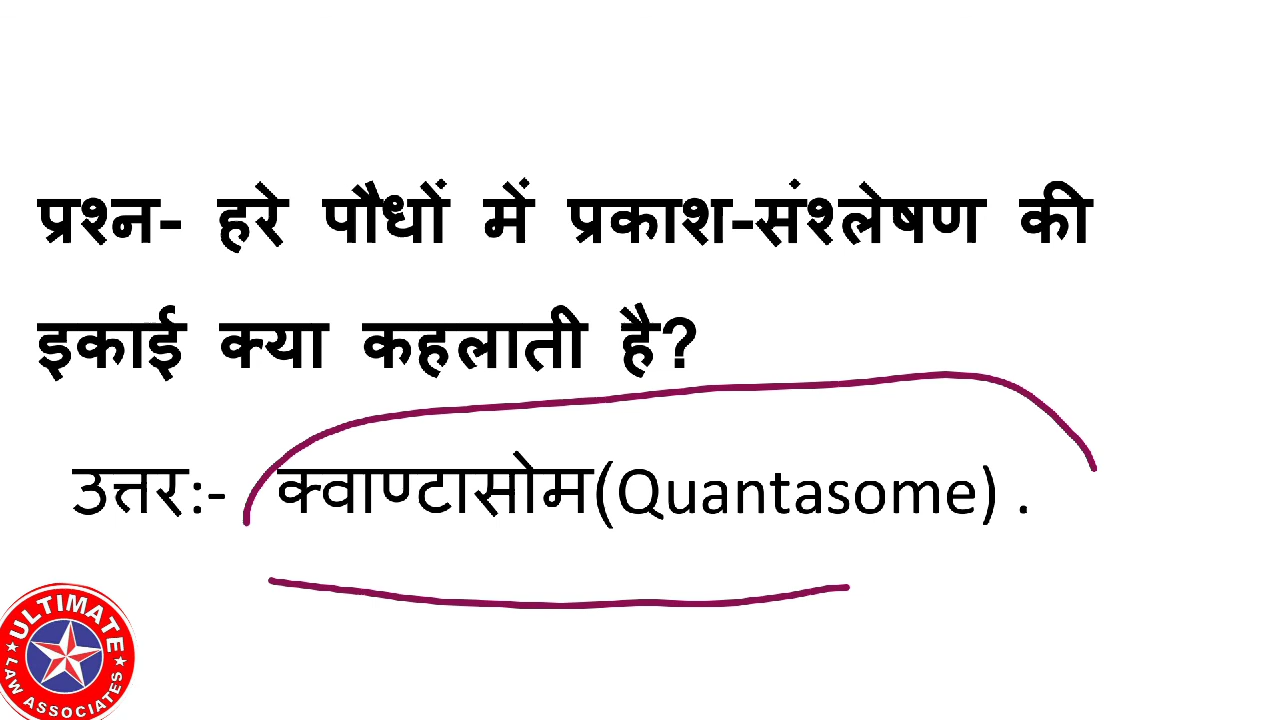 प्रश्न- हरे पौधों में प्रकाश-संश्लेषण की
इकाई क्या कहलाती है?
उत्तर:- क्वाण्टासोम(Quantasome) .
ULTIMATE
LAW ASSOCIATES